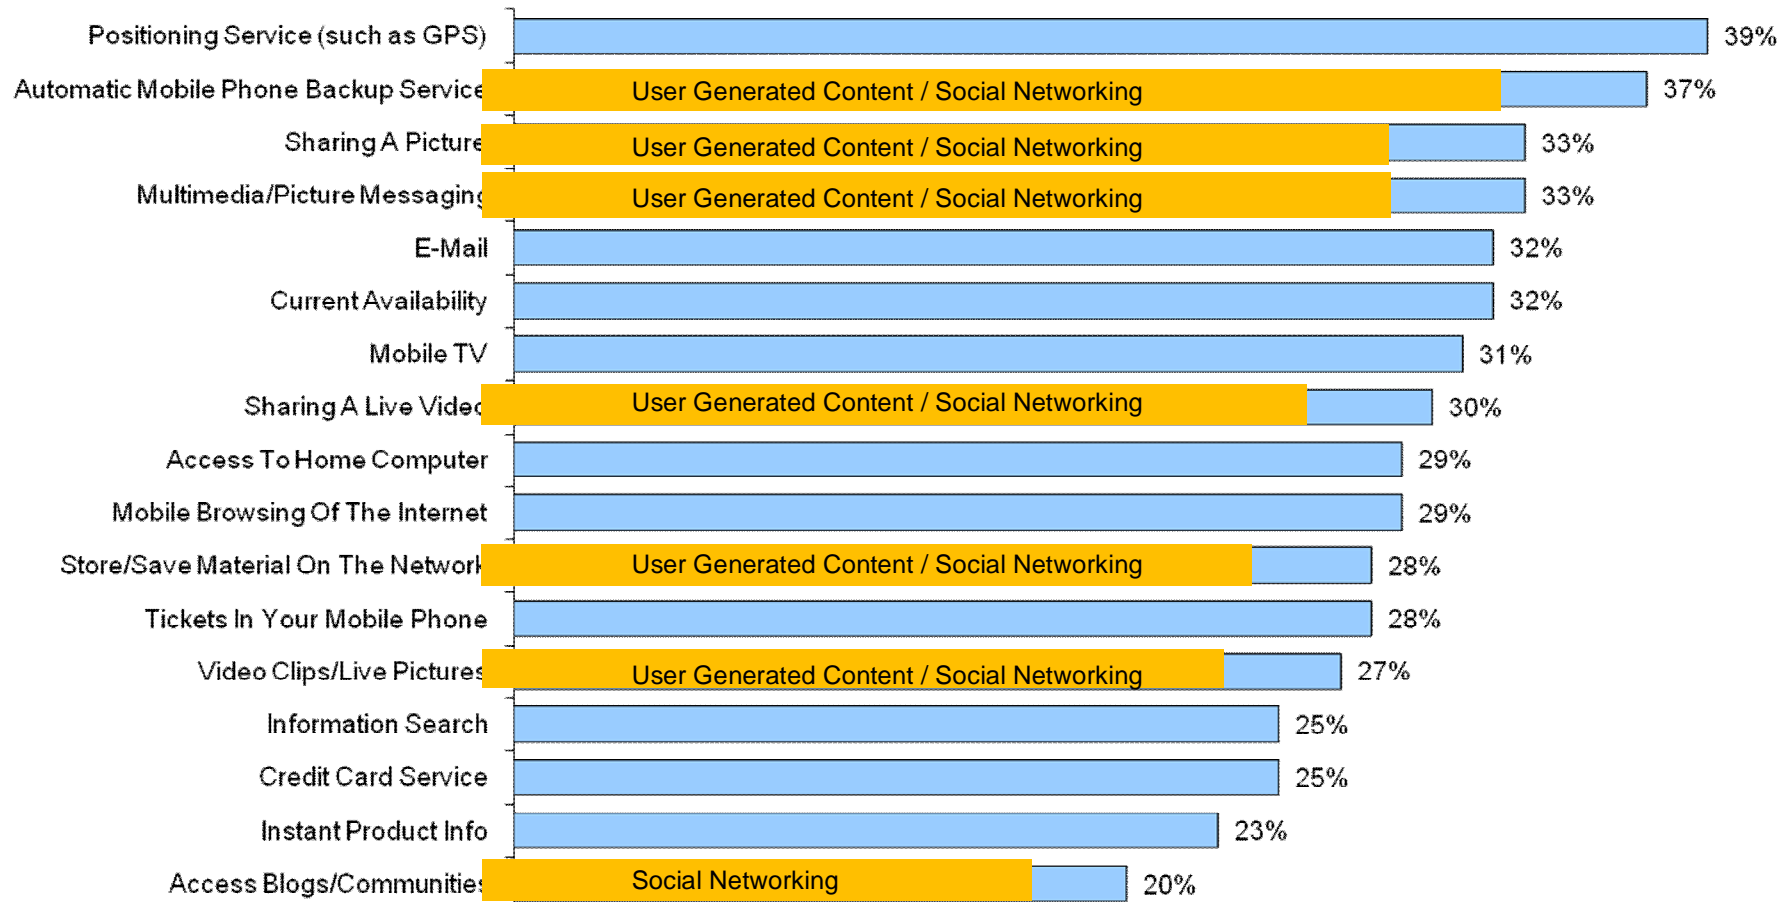 Positioning Service (such as GPS) 39%
Automatic Mobile Phone Backup Service User Generated Content / Social Networking 37%
Sharing A Picture User Generated Content / Social Networking 33%
Multimedia/Picture Messaging User Generated Content / Social Networking 33%
E-Mail 32%
Current Availability 32%
Mobile TV 31%
Sharing A Live Video User Generated Content / Social Networking 30%
Access To Home Computer 29%
Mobile Browsing Of The Internet 29%
Store/Save Material On The Network User Generated Content / Social Networking 28%
Tickets In Your Mobile Phone 28%
Video Clips/Live Pictures User Generated Content / Social Networking 27%
Information Search 25%
Credit Card Service 25%
Instant Product Info 23%
Access Blogs/Communities Social Networking 20%